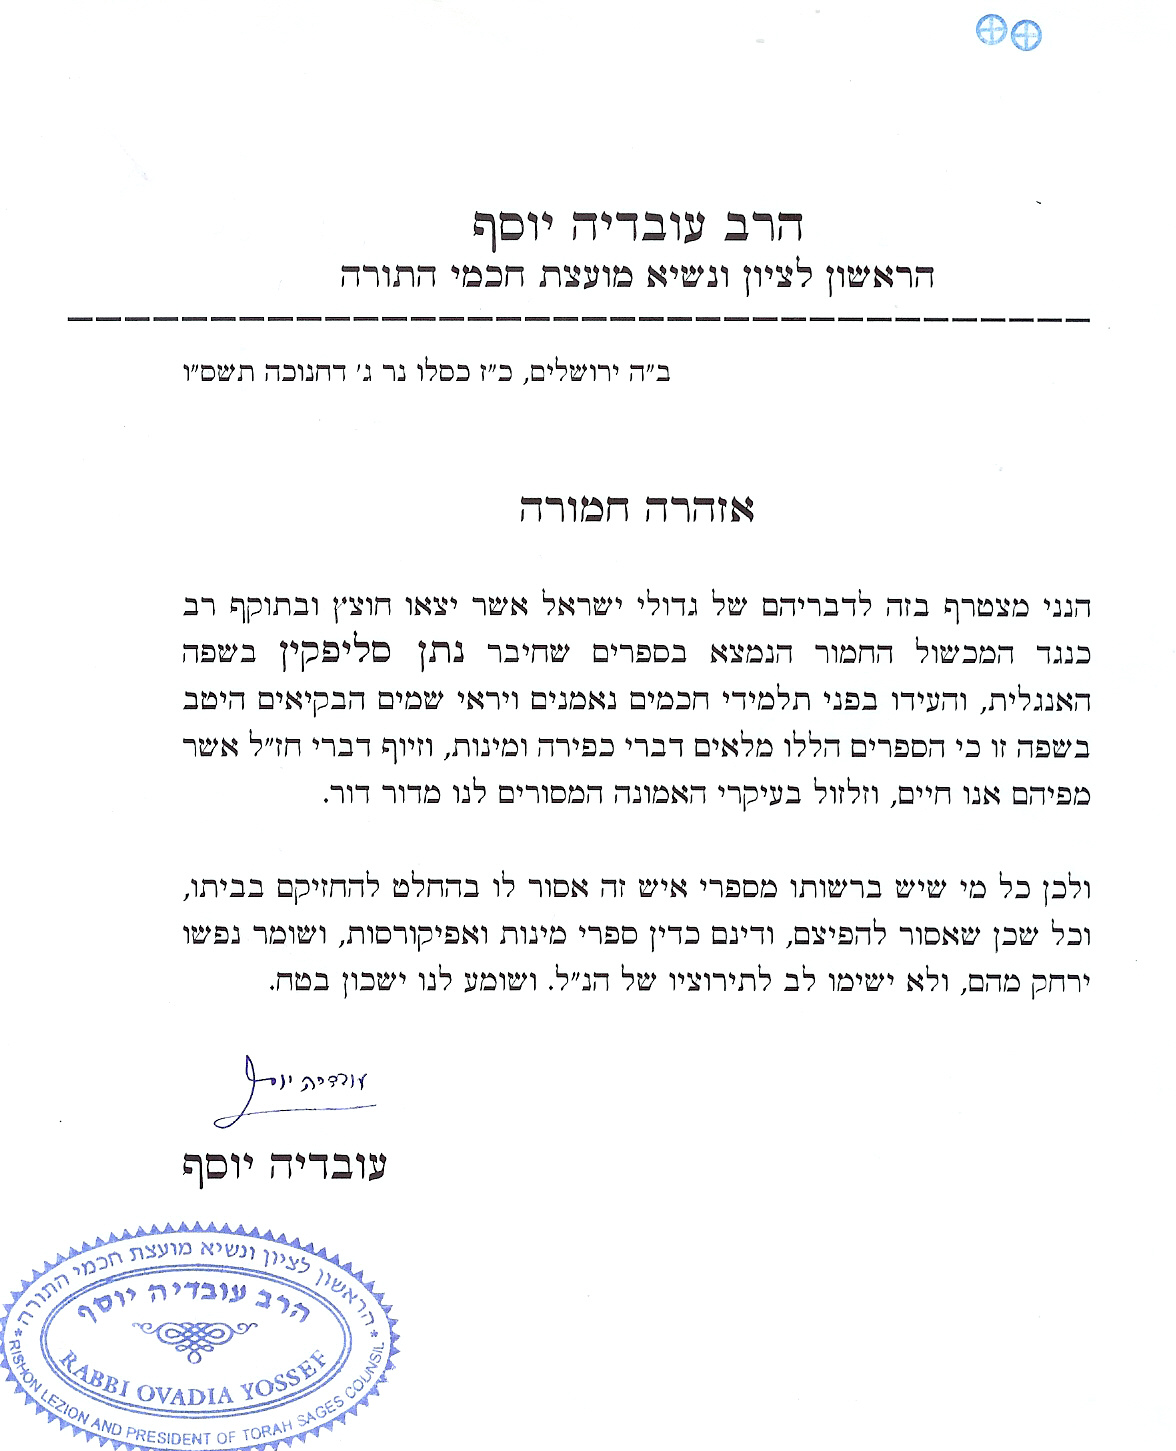 הרב עובדיה יוסף
הראשון לציון ונשיא מועצת חכמי התורה
ב"ה ירושלים, כ"ז כסלו נר ג' דחנוכה תשס"ו
אזהרה חמורה
הנני מצטרף בזה לדבריהם של גדולי ישראל אשר יצאו חוצץ ובתוקף רב
כנגד המכשול החמור הנמצא בספרים שחיבר נתן סליפקין בשפה
האנגלית, והעידו בפני תלמידי חכמים נאמנים ויראי שמים הבקיאים היטב
בשפה זו כי הספרים הללו מלאים דברי כפירה ומינות, וזיוף דברי חז"ל אשר
מפיהם אנו חיים, וזלזול בעיקרי האמונה המסורים לנו מדור דור.
ולכן כל מי שיש ברשותו מספרי איש זה אסור לו בהחלט להחזיקם בביתו,
וכל שכן שאסור להפיצם, ודינם כדין ספרי מינות ואפיקורסות, ושומר נפשו
ירחק מהם, ולא ישימו לב לתירוציו של הנ"ל. ושומע לנו ישכון בטח.
עובדיה יוסף
עובדיה יוסף
* הראשון לציון ונשיא מועצת חכמי התורה *
הרב עובדיה יוסף
RABBI OVADIA YOSSEF
RISHON LEZION AND PRESIDENT OF TORAH SAGES COUNSIL